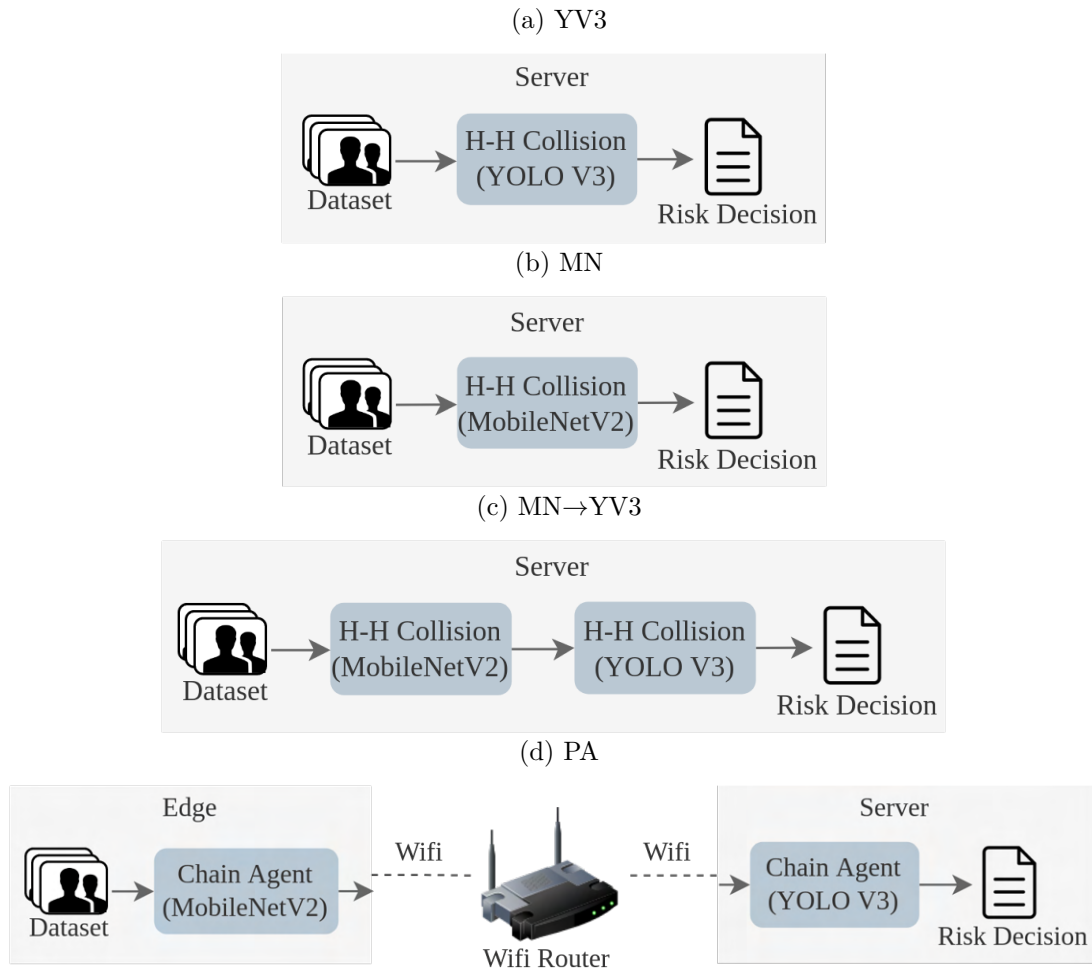 (a) YV3
Server
H-H Collision
(YOLO V3)
Dataset
Risk Decision
(b) MN
Server
H-H Collision
(MobileNetV2)
Dataset
Risk Decision
(c) MN→YV3
Server
H-H Collision
(MobileNetV2)
H-H Collision
(YOLO V3)
Dataset
Risk Decision
(d) PA
Edge
Chain Agent
(MobileNetV2)
Dataset
Wifi
Wifi
Wifi Router
Server
Chain Agent
(YOLO V3)
Risk Decision